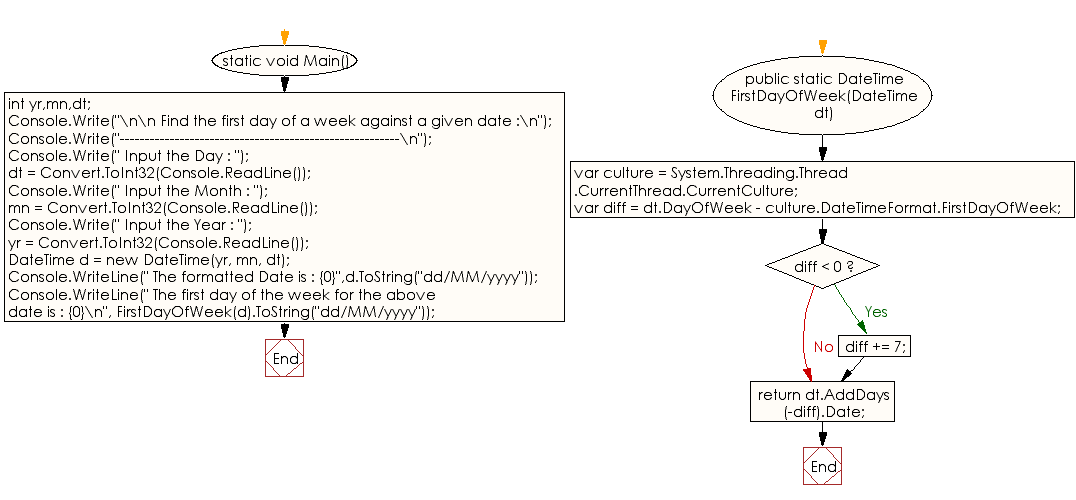 static void Main()
int yr,mn,dt;
Console.Write("\n\n Find the first day of a week against a given date :\n");
Console.Write("--------------------------------------------------------\n");
Console.Write(" Input the Day : ");
dt = Convert.ToInt32(Console.ReadLine());
Console.Write(" Input the Month : ");
mn = Convert.ToInt32(Console.ReadLine());
Console.Write(" Input the Year : ");
yr = Convert.ToInt32(Console.ReadLine());
DateTime d = new DateTime(yr, mn, dt);
Console.WriteLine(" The formatted Date is : {0}",d.ToString("dd/MM/yyyy"));
Console.WriteLine(" The first day of the week for the above
date is : {0}\n", FirstDayOfWeek(d).ToString("dd/MM/yyyy"));
End
public static DateTime
FirstDayOfWeek(DateTime
dt)
var culture = System.Threading.Thread
.CurrentThread.CurrentCulture;
var diff = dt.DayOfWeek - culture.DateTimeFormat.FirstDayOfWeek;
diff < 0 ?
Yes
No
diff += 7;
return dt.AddDays
(-diff).Date;
End